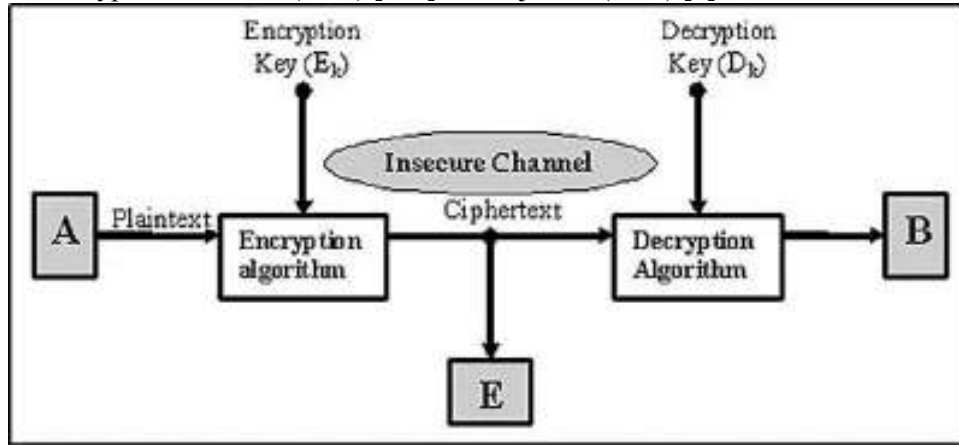 Encryption
Key (Eₖ)
Decryption
Key (Dₖ)
Insecure Channel
A
Plaintext
Encryption
algorithm
Ciphertext
Decryption
Algorithm
B
E